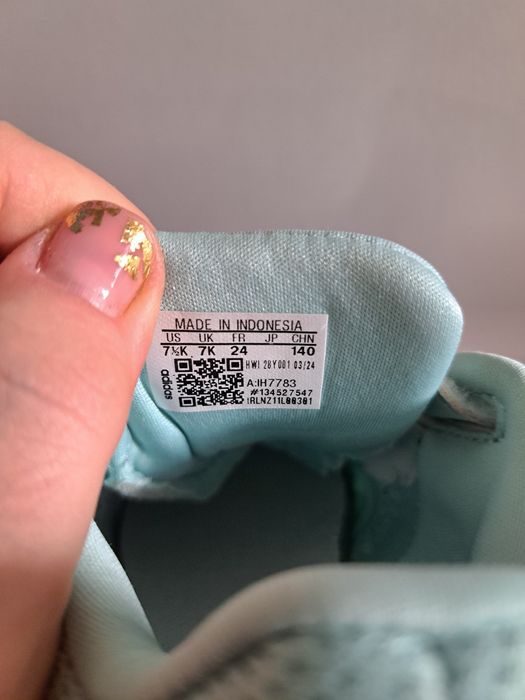 MADE IN INDONESIA
US UK FR JP CHN
7½K 7K 24 140
HWI 28Y001 03/24
A:IH7783
#134527547
1RLNZ11L00301
adidas